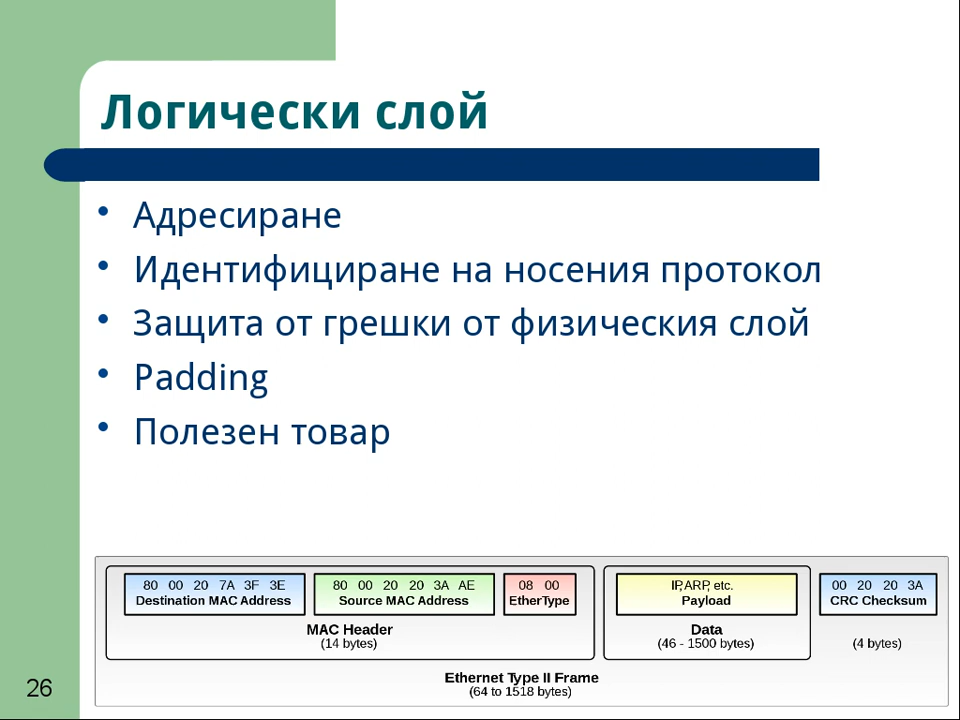 Логически слой
• Адресиране
• Идентифициране на носения протокол
• Защита от грешки от физическия слой
• Padding
• Полезен товар
80 00 20 7A 3F 3E
Destination MAC Address
80 00 20 20 3A AE
Source MAC Address
08 00
EtherType
MAC Header
(14 bytes)
IP, ARP, etc.
Payload
Data
(46 - 1500 bytes)
00 20 20 3A
CRC Checksum
(4 bytes)
Ethernet Type II Frame
(64 to 1518 bytes)
26